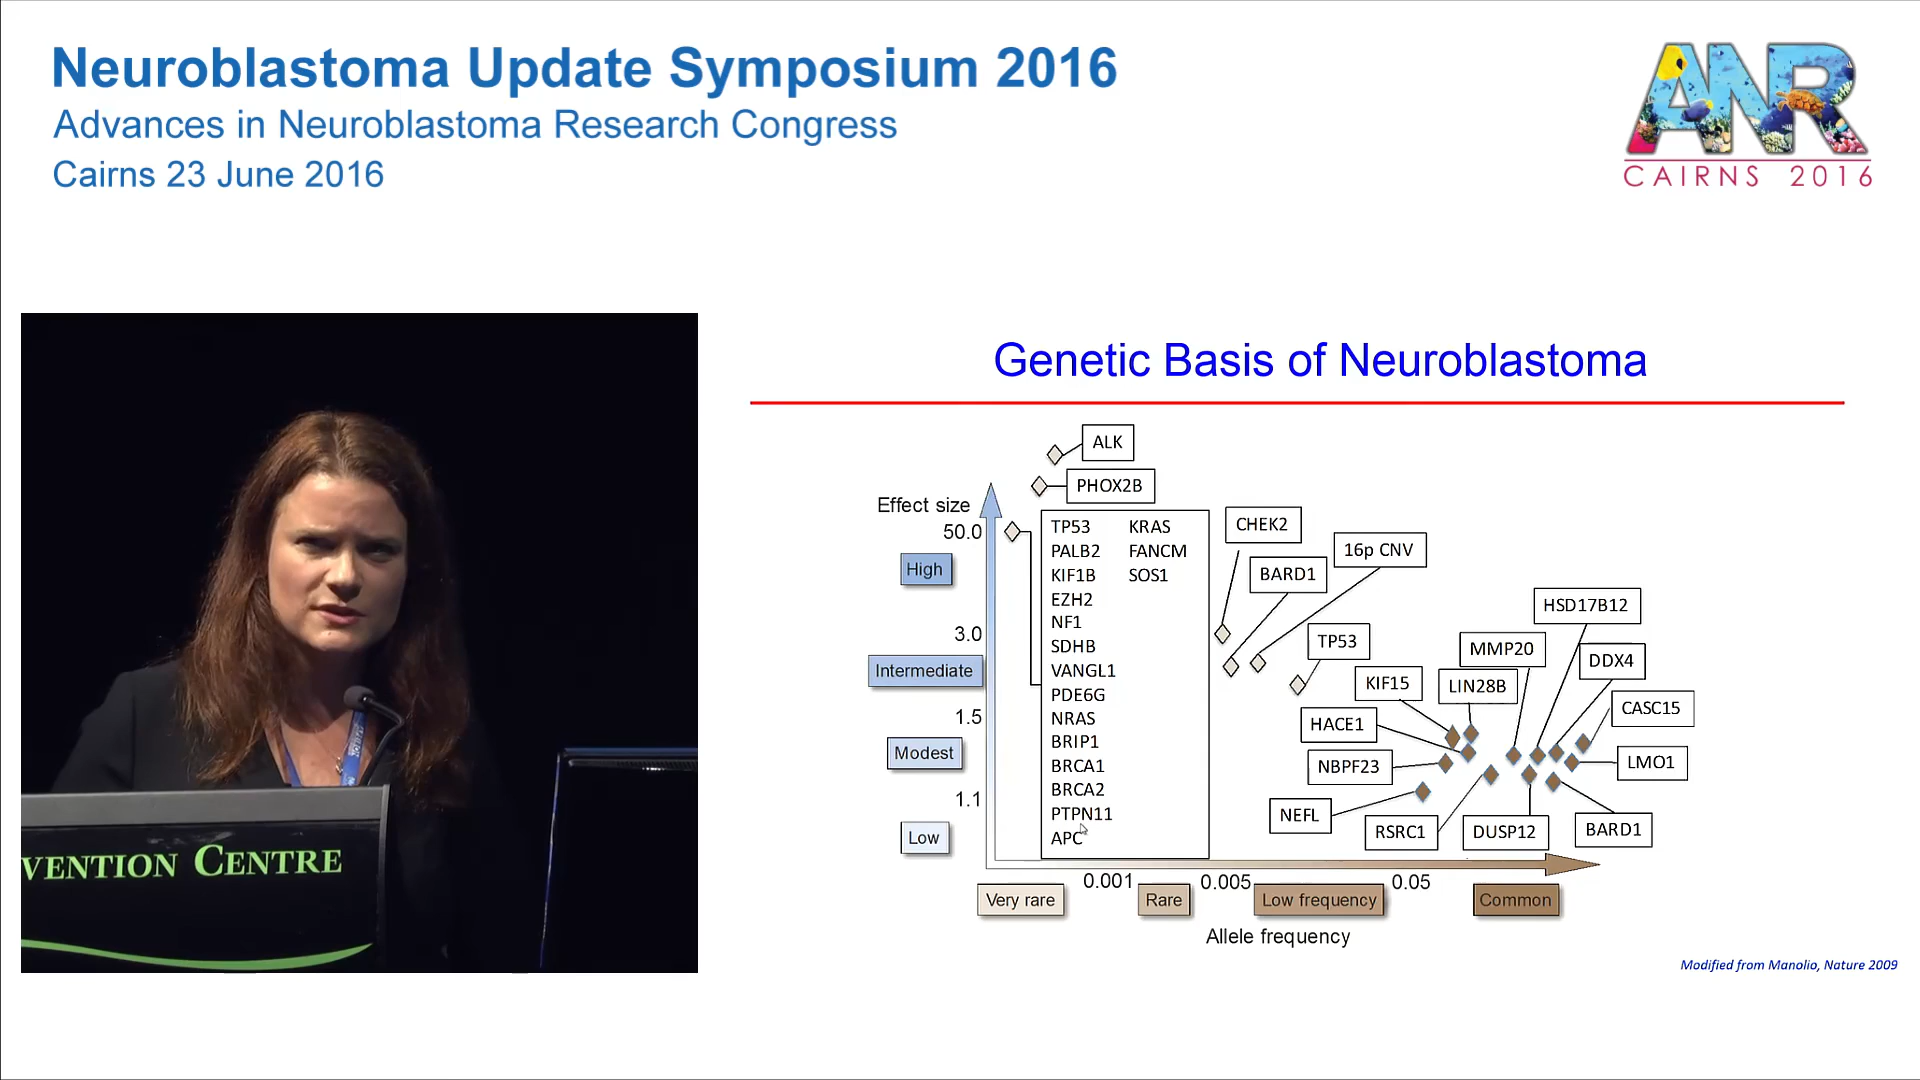 Neuroblastoma Update Symposium 2016
Advances in Neuroblastoma Research Congress
Cairns 23 June 2016
ANR
CAIRNS 2016
VENTION CENTRE
Genetic Basis of Neuroblastoma
ALK
PHOX2B
Effect size
50.0
High
3.0
Intermediate
1.5
Modest
1.1
Low
TP53 KRAS
PALB2 FANCM
KIF1B SOS1
EZH2
NF1
SDHB
VANGL1
PDE6G
NRAS
BRIP1
BRCA1
BRCA2
PTPN11
APC
CHEK2
BARD1
16p CNV
TP53
HSD17B12
MMP20
DDX4
KIF15
LIN28B
CASC15
HACE1
NBPF23
LMO1
NEFL
RSRC1
DUSP12
BARD1
0.001 0.005 0.05
Very rare Rare Low frequency Common
Allele frequency
Modified from Manolio, Nature 2009